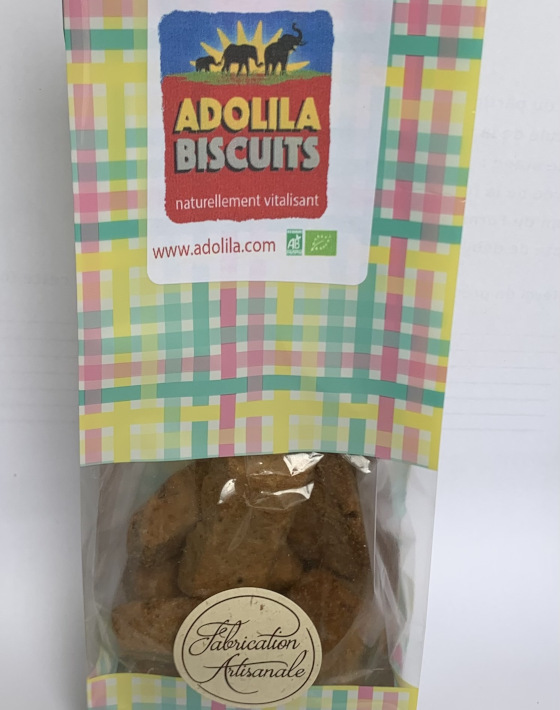 ADOLILA
BISCUITS
naturellement vitalisant
www.adolila.com
AB
Fabrication
Artisanale